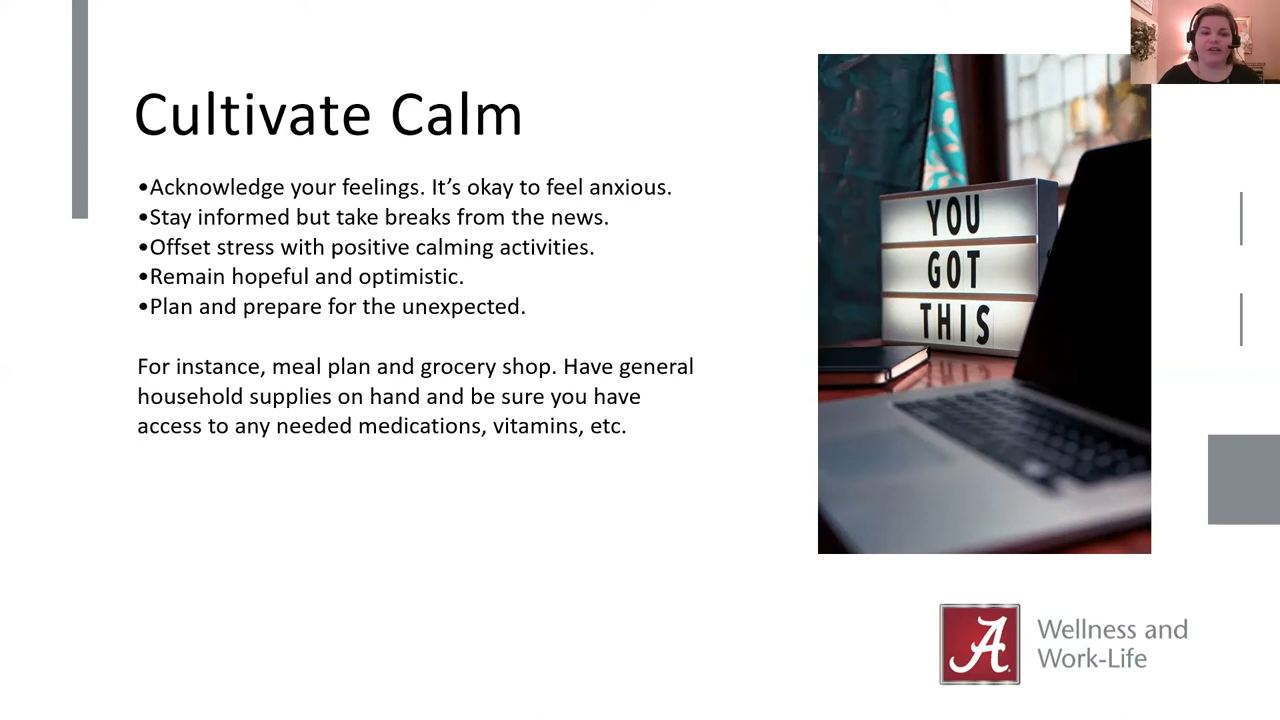 Cultivate Calm
•Acknowledge your feelings. It’s okay to feel anxious.
•Stay informed but take breaks from the news.
•Offset stress with positive calming activities.
•Remain hopeful and optimistic.
•Plan and prepare for the unexpected.
For instance, meal plan and grocery shop. Have general
household supplies on hand and be sure you have
access to any needed medications, vitamins, etc.
YOU
GOT
THIS
A
Wellness and
Work-Life